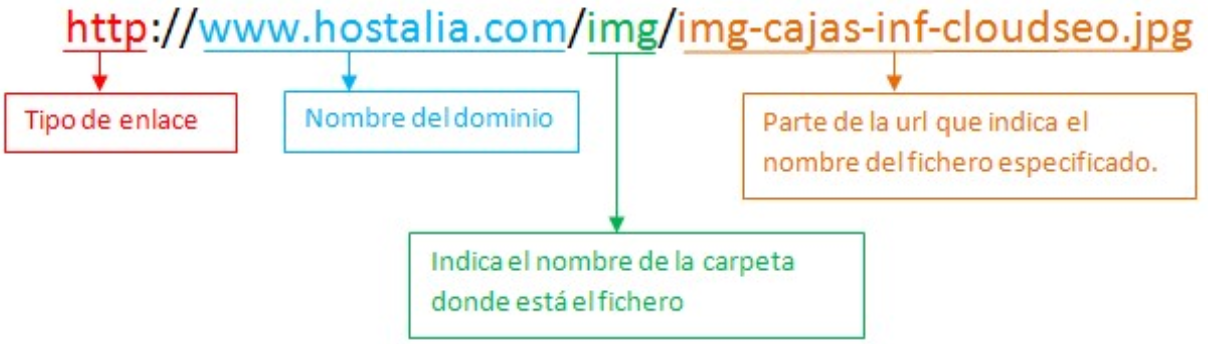 http://www.hostalia.com/img/img-cajas-inf-cloudseo.jpg
Tipo de enlace
Nombre del dominio
Parte de la url que indica el
nombre del fichero especificado.
Indica el nombre de la carpeta
donde está el fichero